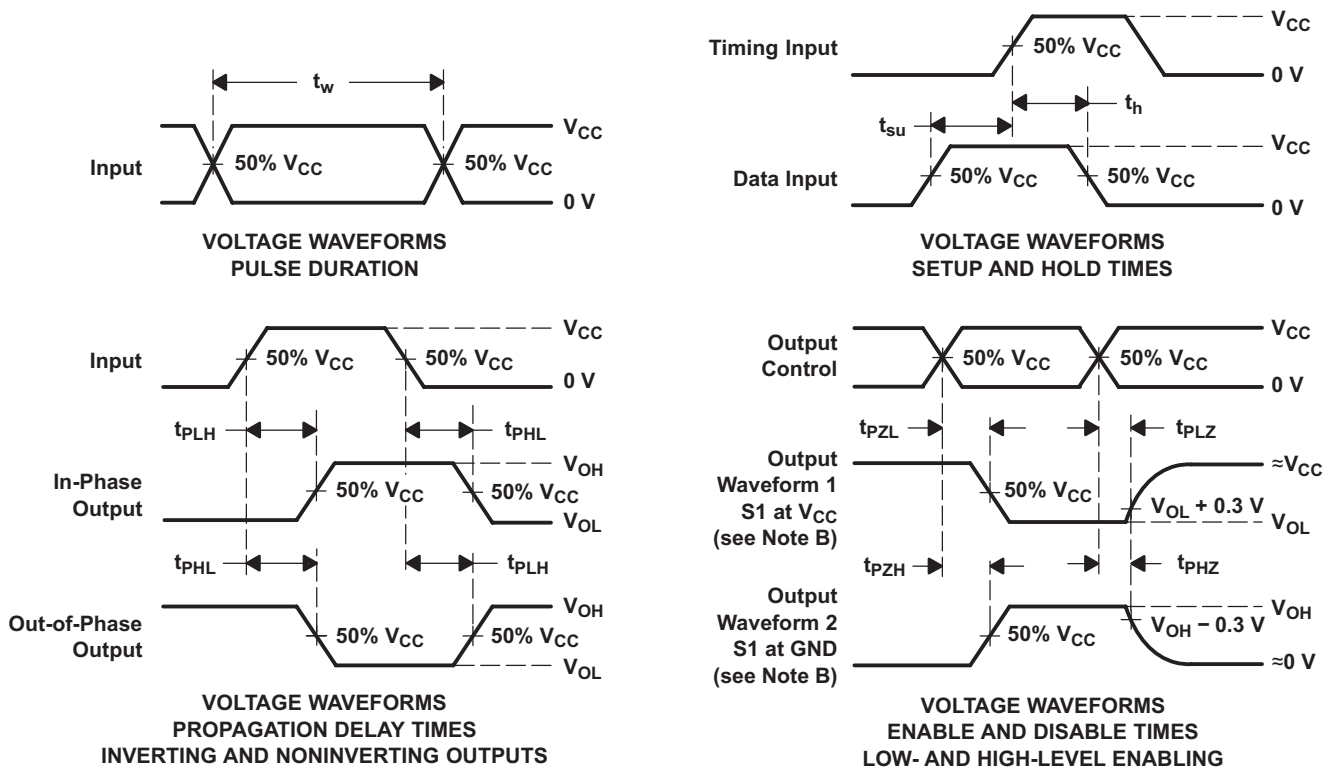 t_w
Input
50% V_CC
50% V_CC
V_CC
0 V
VOLTAGE WAVEFORMS
PULSE DURATION
Timing Input
50% V_CC
V_CC
0 V
t_h
t_su
Data Input
50% V_CC
50% V_CC
V_CC
0 V
VOLTAGE WAVEFORMS
SETUP AND HOLD TIMES
Input
50% V_CC
50% V_CC
V_CC
0 V
t_PLH
t_PHL
In-Phase
Output
50% V_CC
50% V_CC
V_OH
V_OL
t_PHL
t_PLH
Out-of-Phase
Output
50% V_CC
50% V_CC
V_OH
V_OL
VOLTAGE WAVEFORMS
PROPAGATION DELAY TIMES
INVERTING AND NONINVERTING OUTPUTS
Output
Control
50% V_CC
50% V_CC
V_CC
0 V
t_PZL
t_PLZ
Output
Waveform 1
S1 at V_CC
(see Note B)
50% V_CC
V_OL + 0.3 V
≈V_CC
V_OL
t_PZH
t_PHZ
Output
Waveform 2
S1 at GND
(see Note B)
50% V_CC
V_OH − 0.3 V
V_OH
≈0 V
VOLTAGE WAVEFORMS
ENABLE AND DISABLE TIMES
LOW- AND HIGH-LEVEL ENABLING